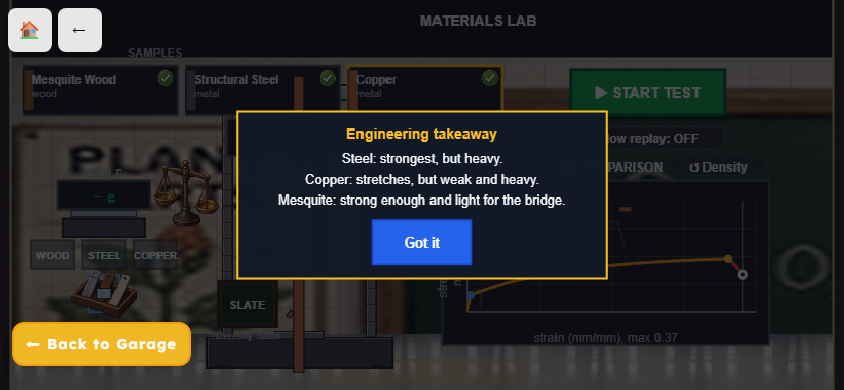 MATERIALS LAB
SAMPLES
Mesquite Wood
wood
Structural Steel
metal
Copper
metal
START TEST
replay: OFF
Density
Engineering takeaway
Steel: strongest, but heavy.
Copper: stretches, but weak and heavy.
Mesquite: strong enough and light for the bridge.
Got it
PLAN
- g
WOOD
STEEL
COPPER
SLATE
← Back to Garage
strain (mm/mm), max 0.37